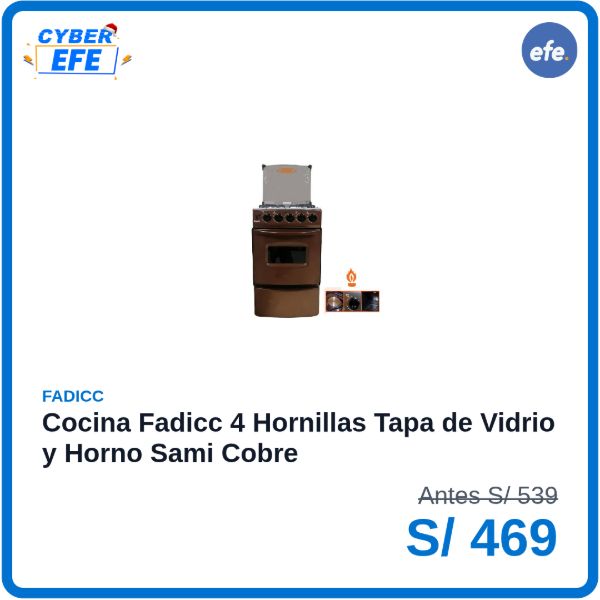 CYBER
EFE
efe.
FADICC
Cocina Fadicc 4 Hornillas Tapa de Vidrio
y Horno Sami Cobre
Antes S/ 539
S/ 469